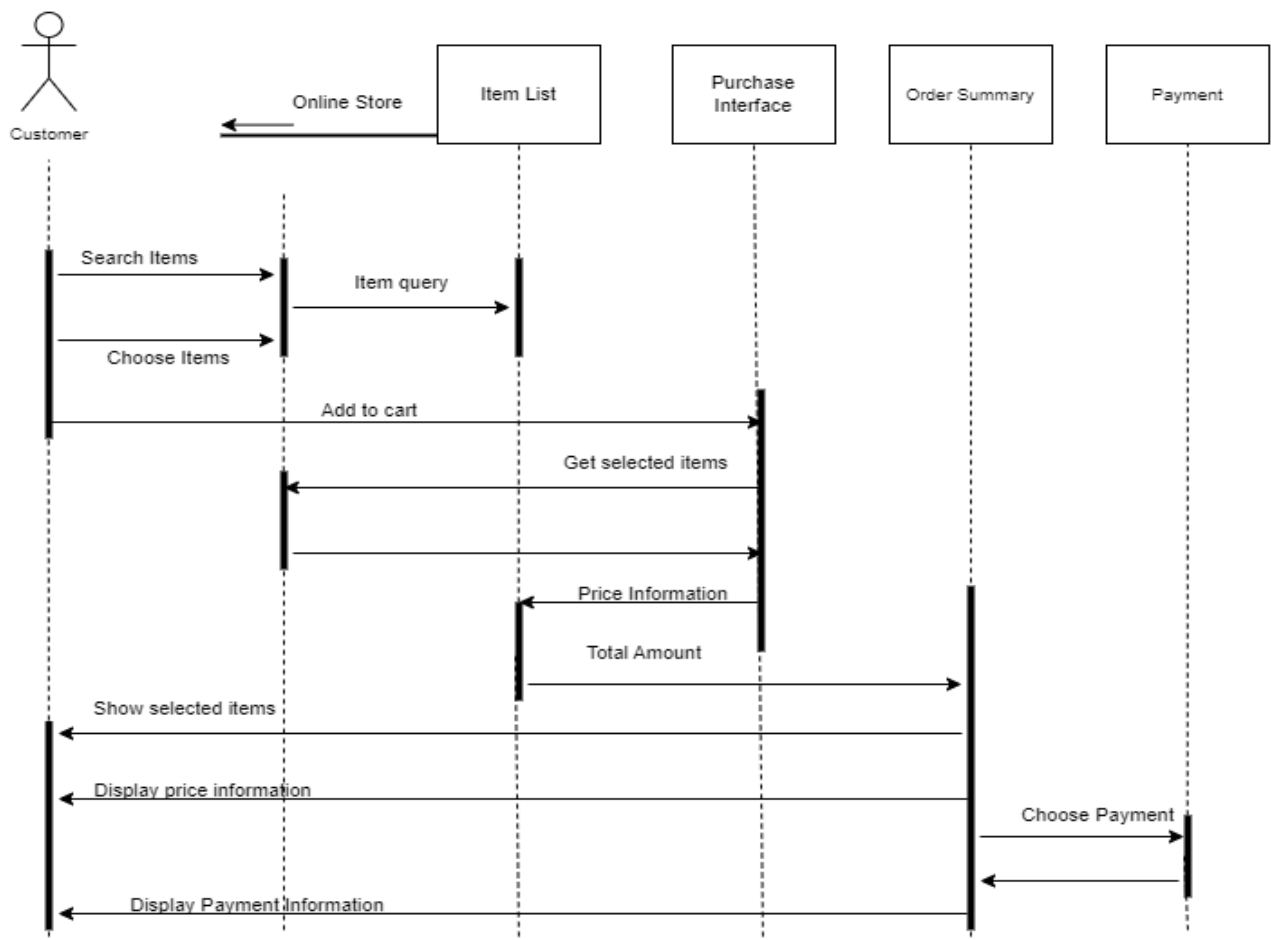 Customer
Online Store
Item List
Purchase
Interface
Order Summary
Payment
Search Items
Item query
Choose Items
Add to cart
Get selected items
Price Information
Total Amount
Show selected items
Display price information
Choose Payment
Display Payment Information